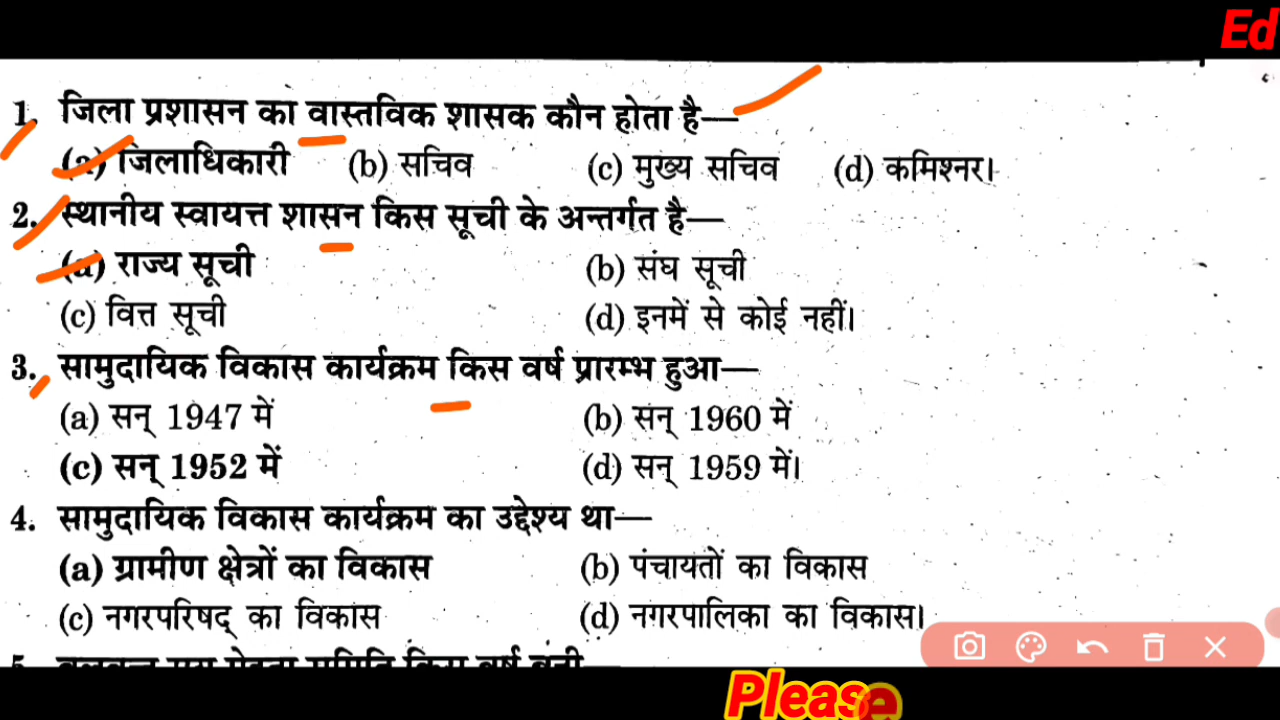 Ed
1. जिला प्रशासन का वास्तविक शासक कौन होता है—
(a) जिलाधिकारी (b) सचिव (c) मुख्य सचिव (d) कमिश्नर।
2. स्थानीय स्वायत्त शासन किस सूची के अन्तर्गत है—
(a) राज्य सूची (b) संघ सूची
(c) वित्त सूची (d) इनमें से कोई नहीं।
3. सामुदायिक विकास कार्यक्रम किस वर्ष प्रारम्भ हुआ—
(a) सन् 1947 में (b) सन् 1960 में
(c) सन् 1952 में (d) सन् 1959 में।
4. सामुदायिक विकास कार्यक्रम का उद्देश्य था—
(a) ग्रामीण क्षेत्रों का विकास (b) पंचायतों का विकास
(c) नगरपरिषद् का विकास (d) नगरपालिका का विकास।
Please